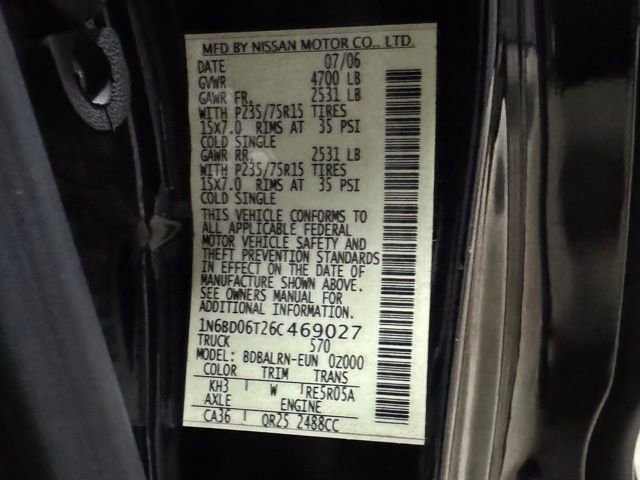 MFD BY NISSAN MOTOR CO., LTD.
DATE 07/06
GVWR 4700 LB
GAWR FR. 2531 LB
WITH P235/75R15 TIRES
15X7.0 RIMS AT 35 PSI
COLD SINGLE
GAWR RR. 2531 LB
WITH P235/75R15 TIRES
15X7.0 RIMS AT 35 PSI
COLD SINGLE
THIS VEHICLE CONFORMS TO
ALL APPLICABLE FEDERAL
MOTOR VEHICLE SAFETY AND
THEFT PREVENTION STANDARDS
IN EFFECT ON THE DATE OF
MANUFACTURE SHOWN ABOVE.
SEE OWNERS MANUAL FOR
ADDITIONAL INFORMATION
1N6BD06T26C469027
TRUCK 570
MODEL: BDBALRN-EUN 0Z000
COLOR TRIM TRANS
KH3 W RE5R05A
AXLE ENGINE
CA36 QR25 2488CC